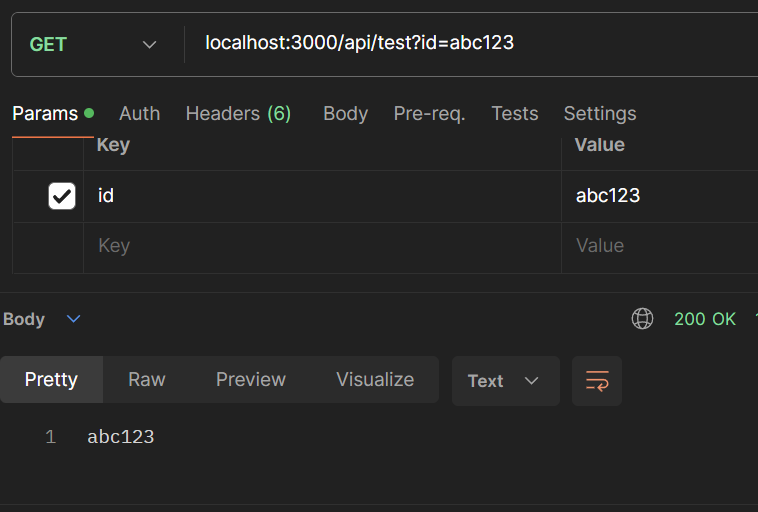 GET localhost:3000/api/test?id=abc123
Params Auth Headers (6) Body Pre-req. Tests Settings
Key Value
id abc123
Key Value
Body 200 OK
Pretty Raw Preview Visualize Text
1 abc123